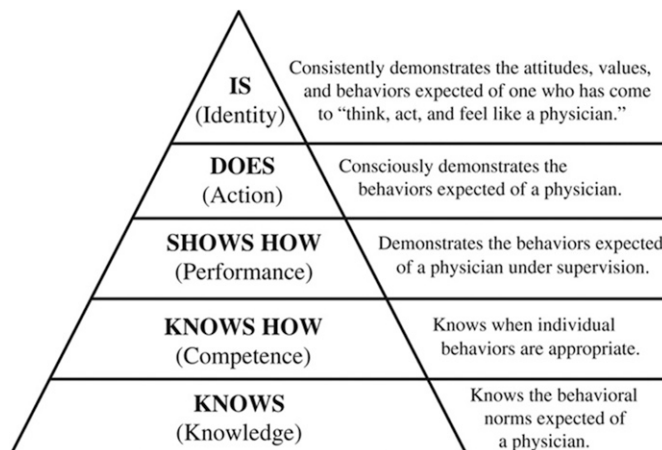 IS
(Identity)
Consistently demonstrates the attitudes, values,
and behaviors expected of one who has come
to “think, act, and feel like a physician.”
DOES
(Action)
Consciously demonstrates the
behaviors expected of a physician.
SHOWS HOW
(Performance)
Demonstrates the behaviors expected
of a physician under supervision.
KNOWS HOW
(Competence)
Knows when individual
behaviors are appropriate.
KNOWS
(Knowledge)
Knows the behavioral
norms expected of
a physician.